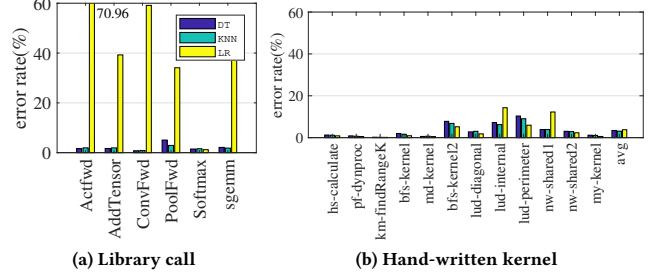 error rate(%)
60
40
20
0
70.96
DT
KNN
LR
Actfwd
AddTensor
ConvFwd
PoolFwd
Softmax
sgemm
(a) Library call
error rate(%)
60
40
20
0
hs-calculate
pf-dynproc
km-findRangeK
bfs-kernel
md-kernel
bfs-kernel2
lud-diagonal
lud-internal
lud-perimeter
nw-shared1
nw-shared2
my-kernel
avg
(b) Hand-written kernel